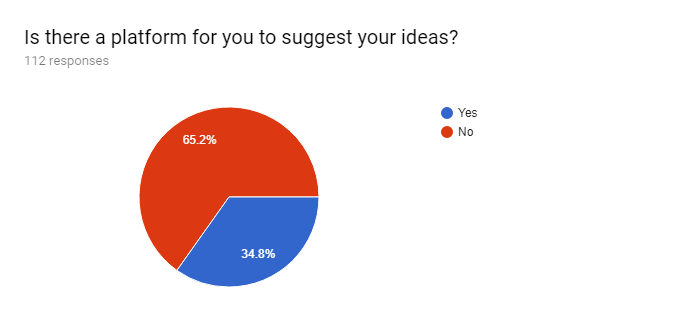 Is there a platform for you to suggest your ideas?
112 responses
65.2%
34.8%
Yes
No